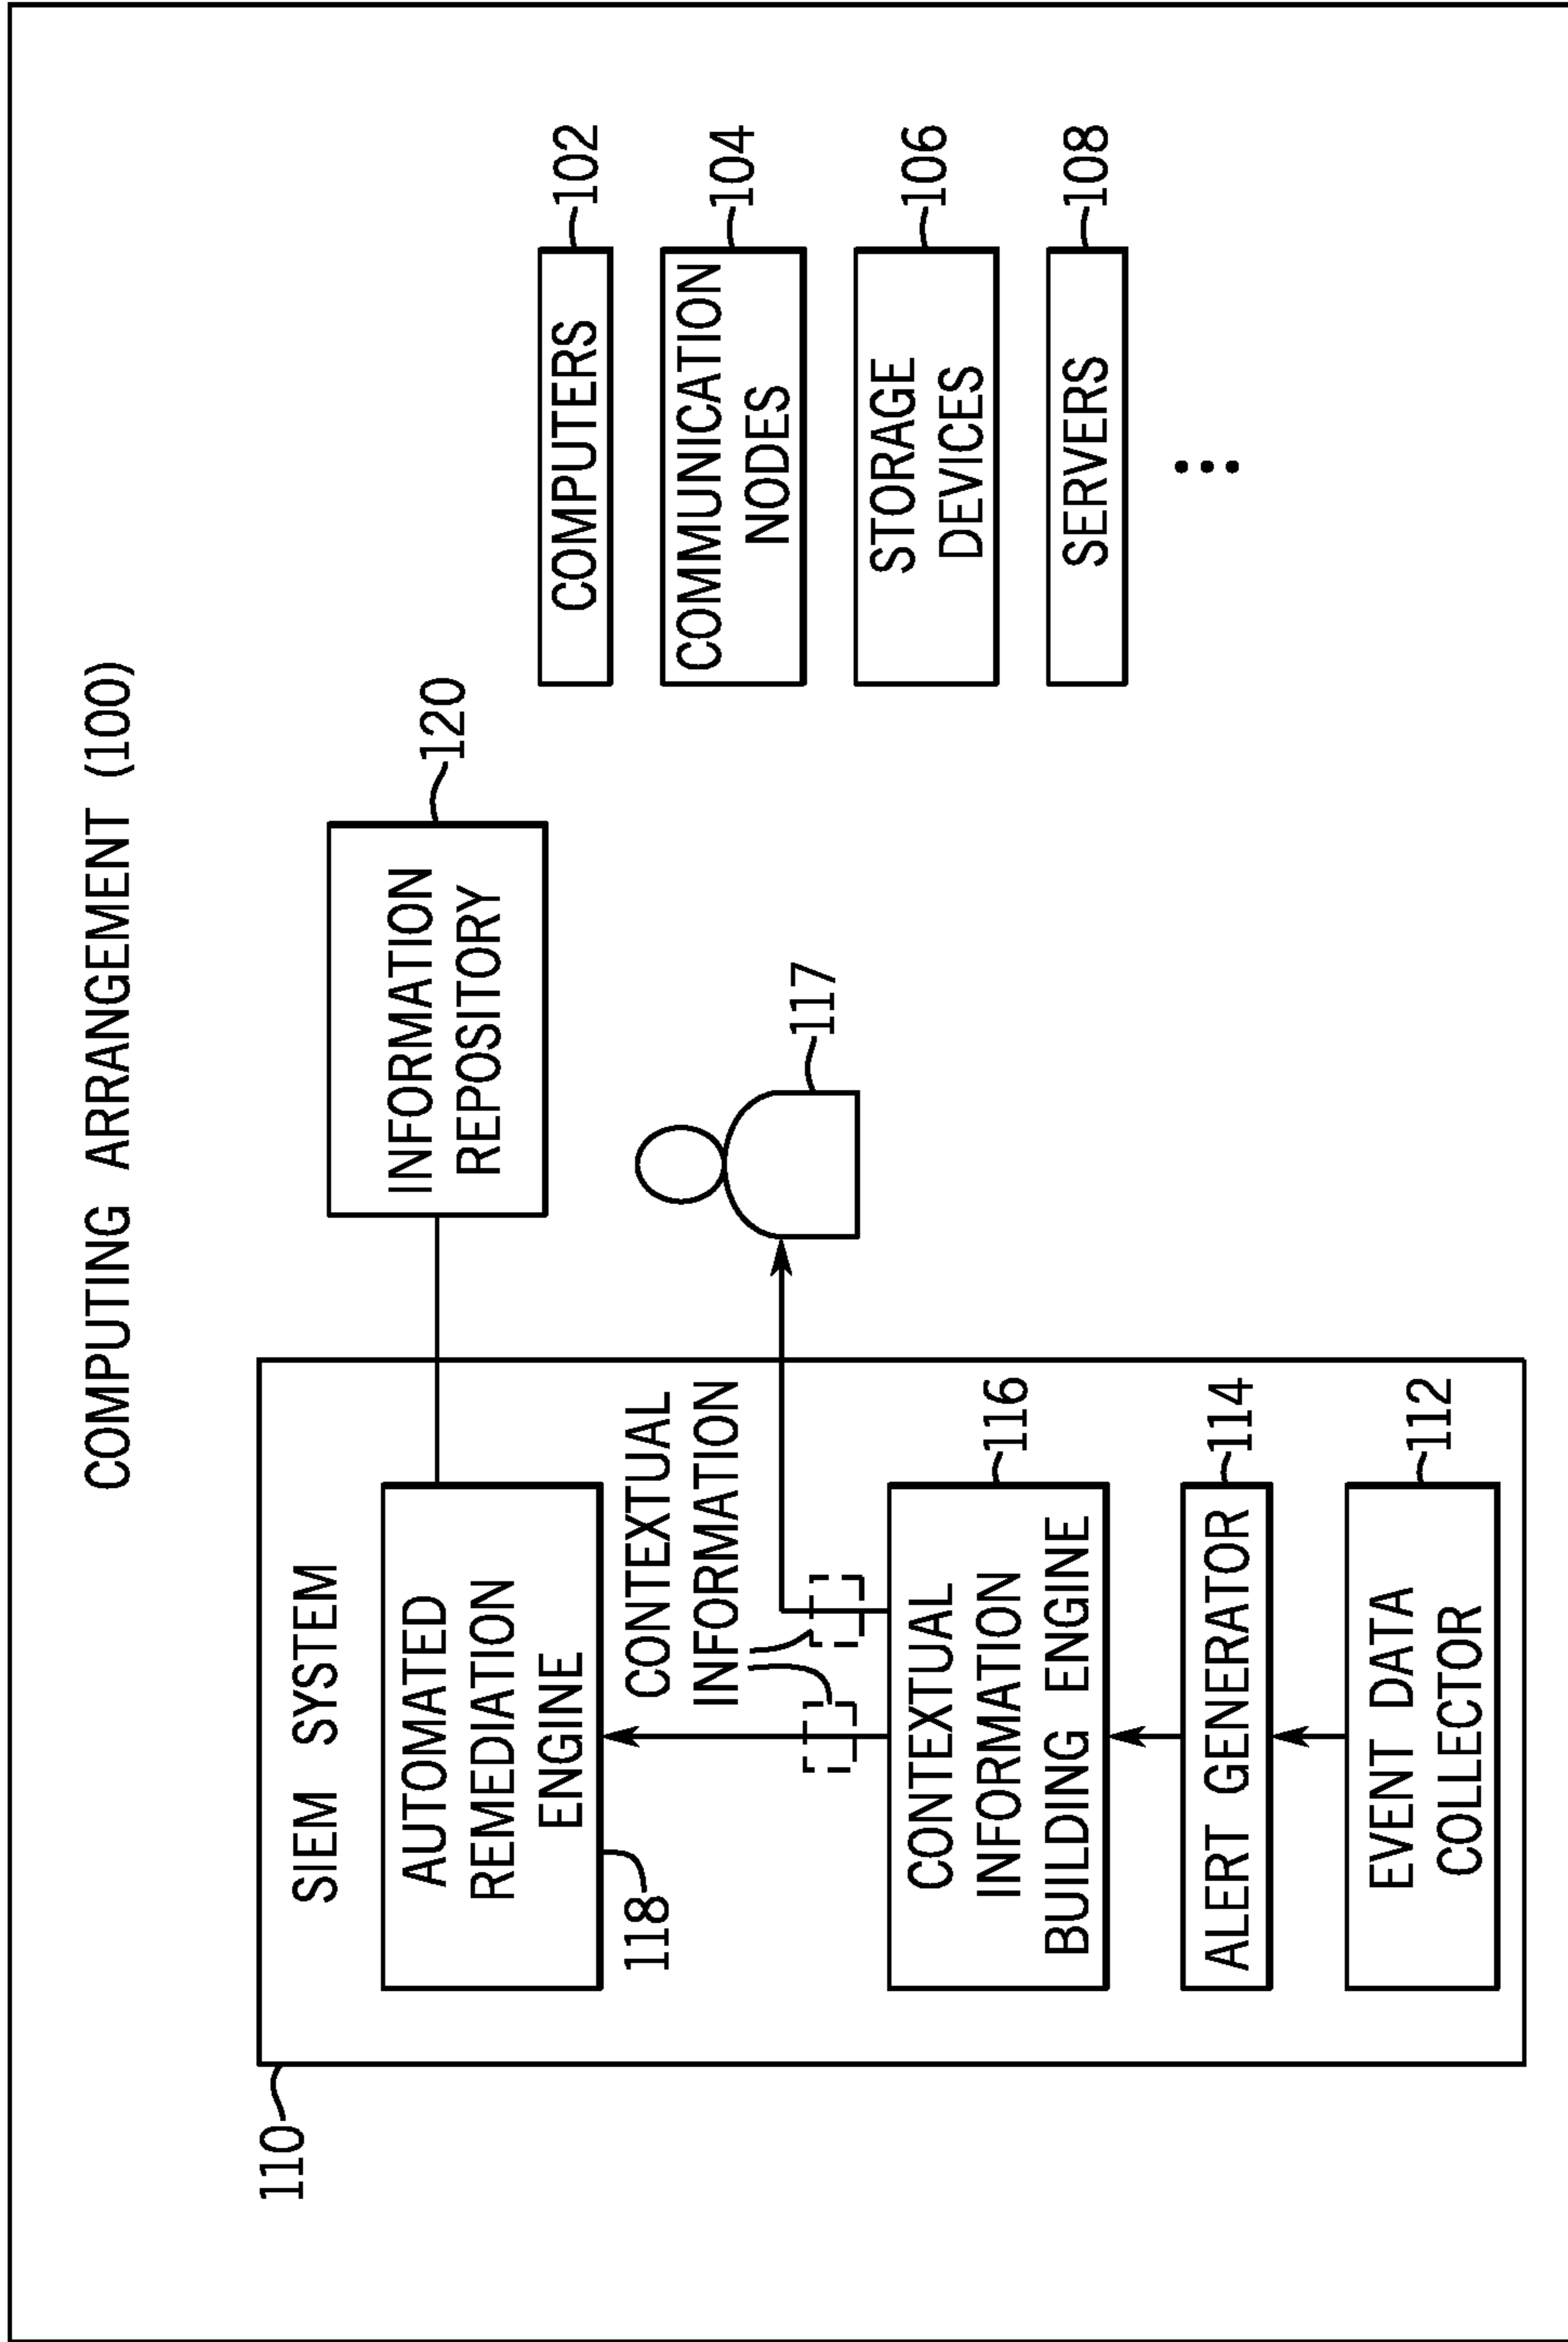 COMPUTING ARRANGEMENT (100)
110
SIEM SYSTEM
AUTOMATED
REMEDIATION
ENGINE
118
CONTEXTUAL
INFORMATION
CONTEXTUAL
INFORMATION
BUILDING ENGINE
116
ALERT GENERATOR
114
EVENT DATA
COLLECTOR
112
INFORMATION
REPOSITORY
120
117
COMPUTERS
102
COMMUNICATION
NODES
104
STORAGE
DEVICES
106
SERVERS
108